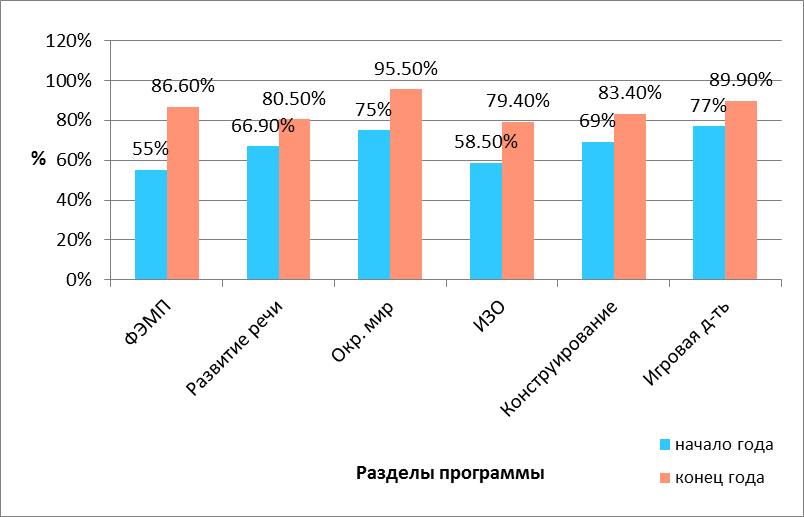 120%
100%
80%
60%
40%
20%
0%
%
55%
86.60%
66.90%
80.50%
75%
95.50%
58.50%
79.40%
69%
83.40%
77%
89.90%
ФЭМП
Развитие речи
Окр. мир
ИЗО
Конструирование
Игровая д-ть
Разделы программы
начало года
конец года